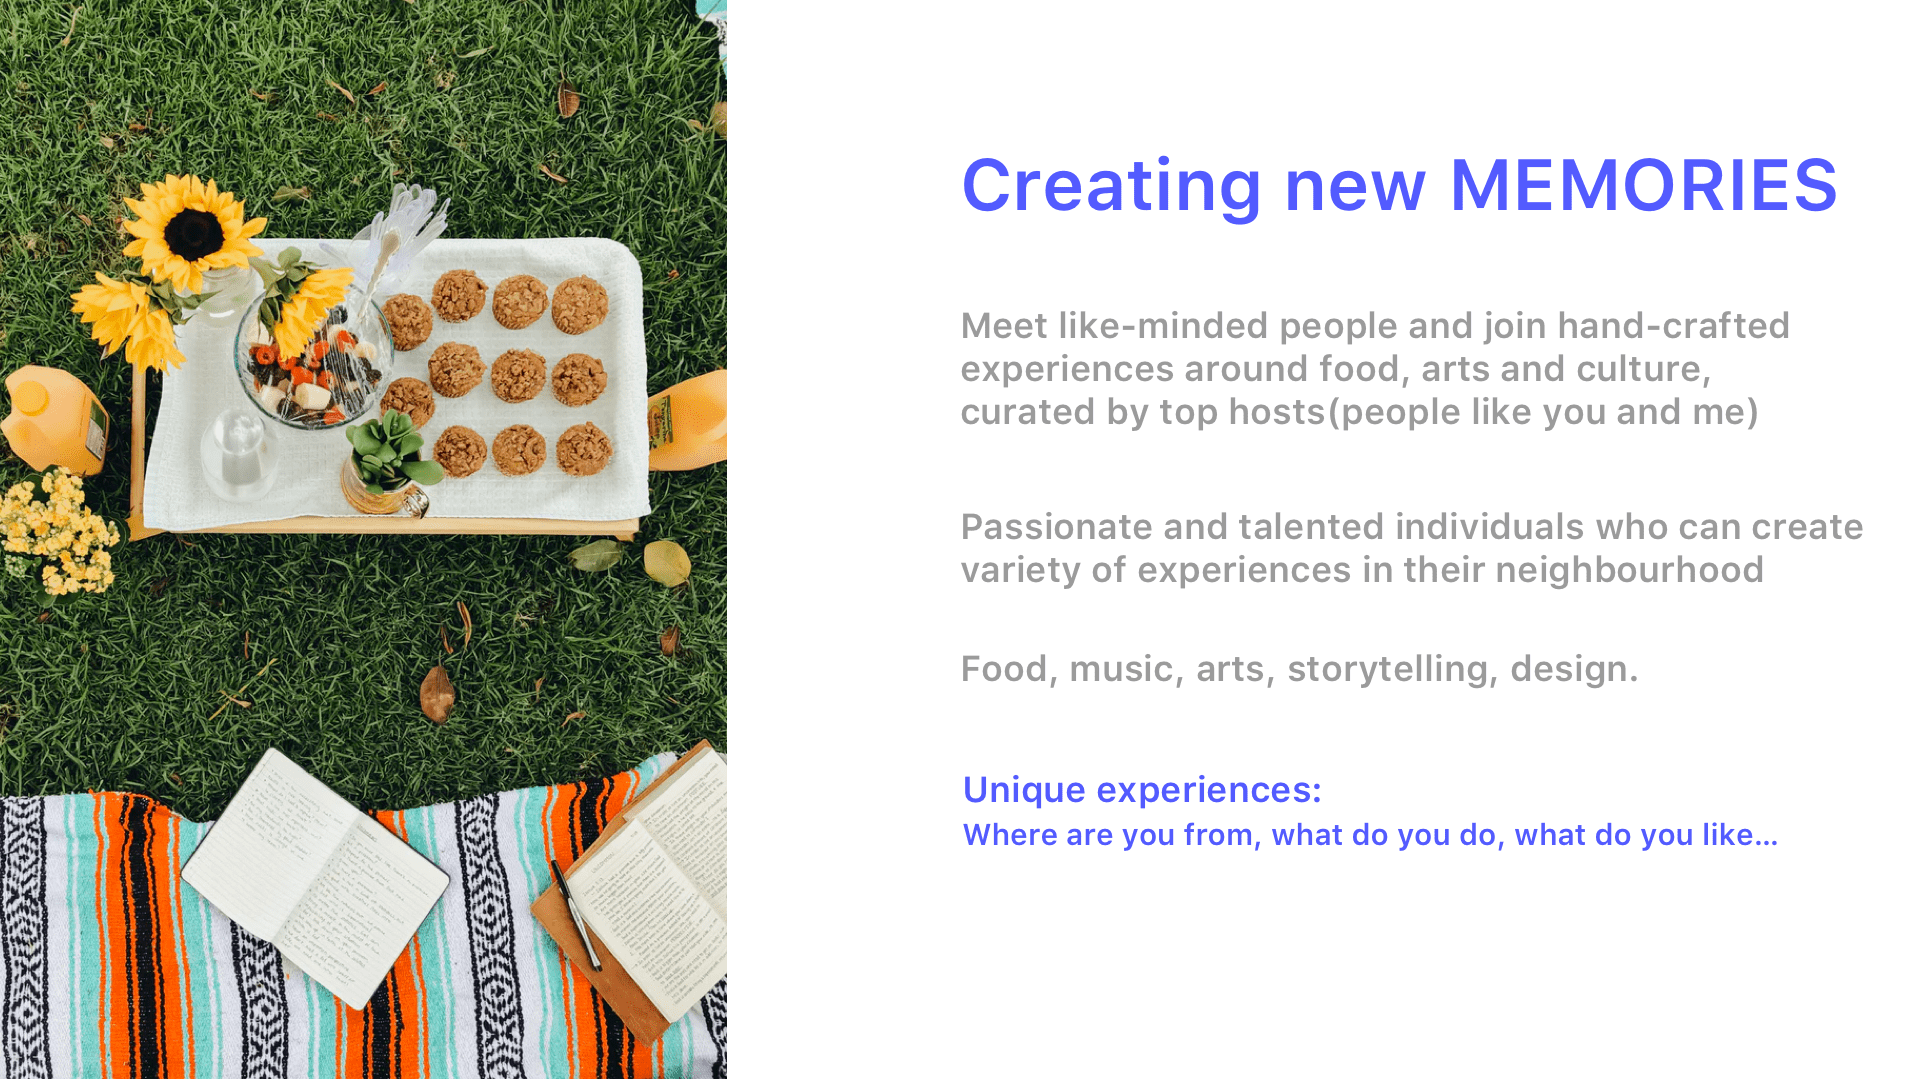 Creating new MEMORIES
Meet like-minded people and join hand-crafted
experiences around food, arts and culture,
curated by top hosts(people like you and me)
Passionate and talented individuals who can create
variety of experiences in their neighbourhood
Food, music, arts, storytelling, design.
Unique experiences:
Where are you from, what do you do, what do you like...